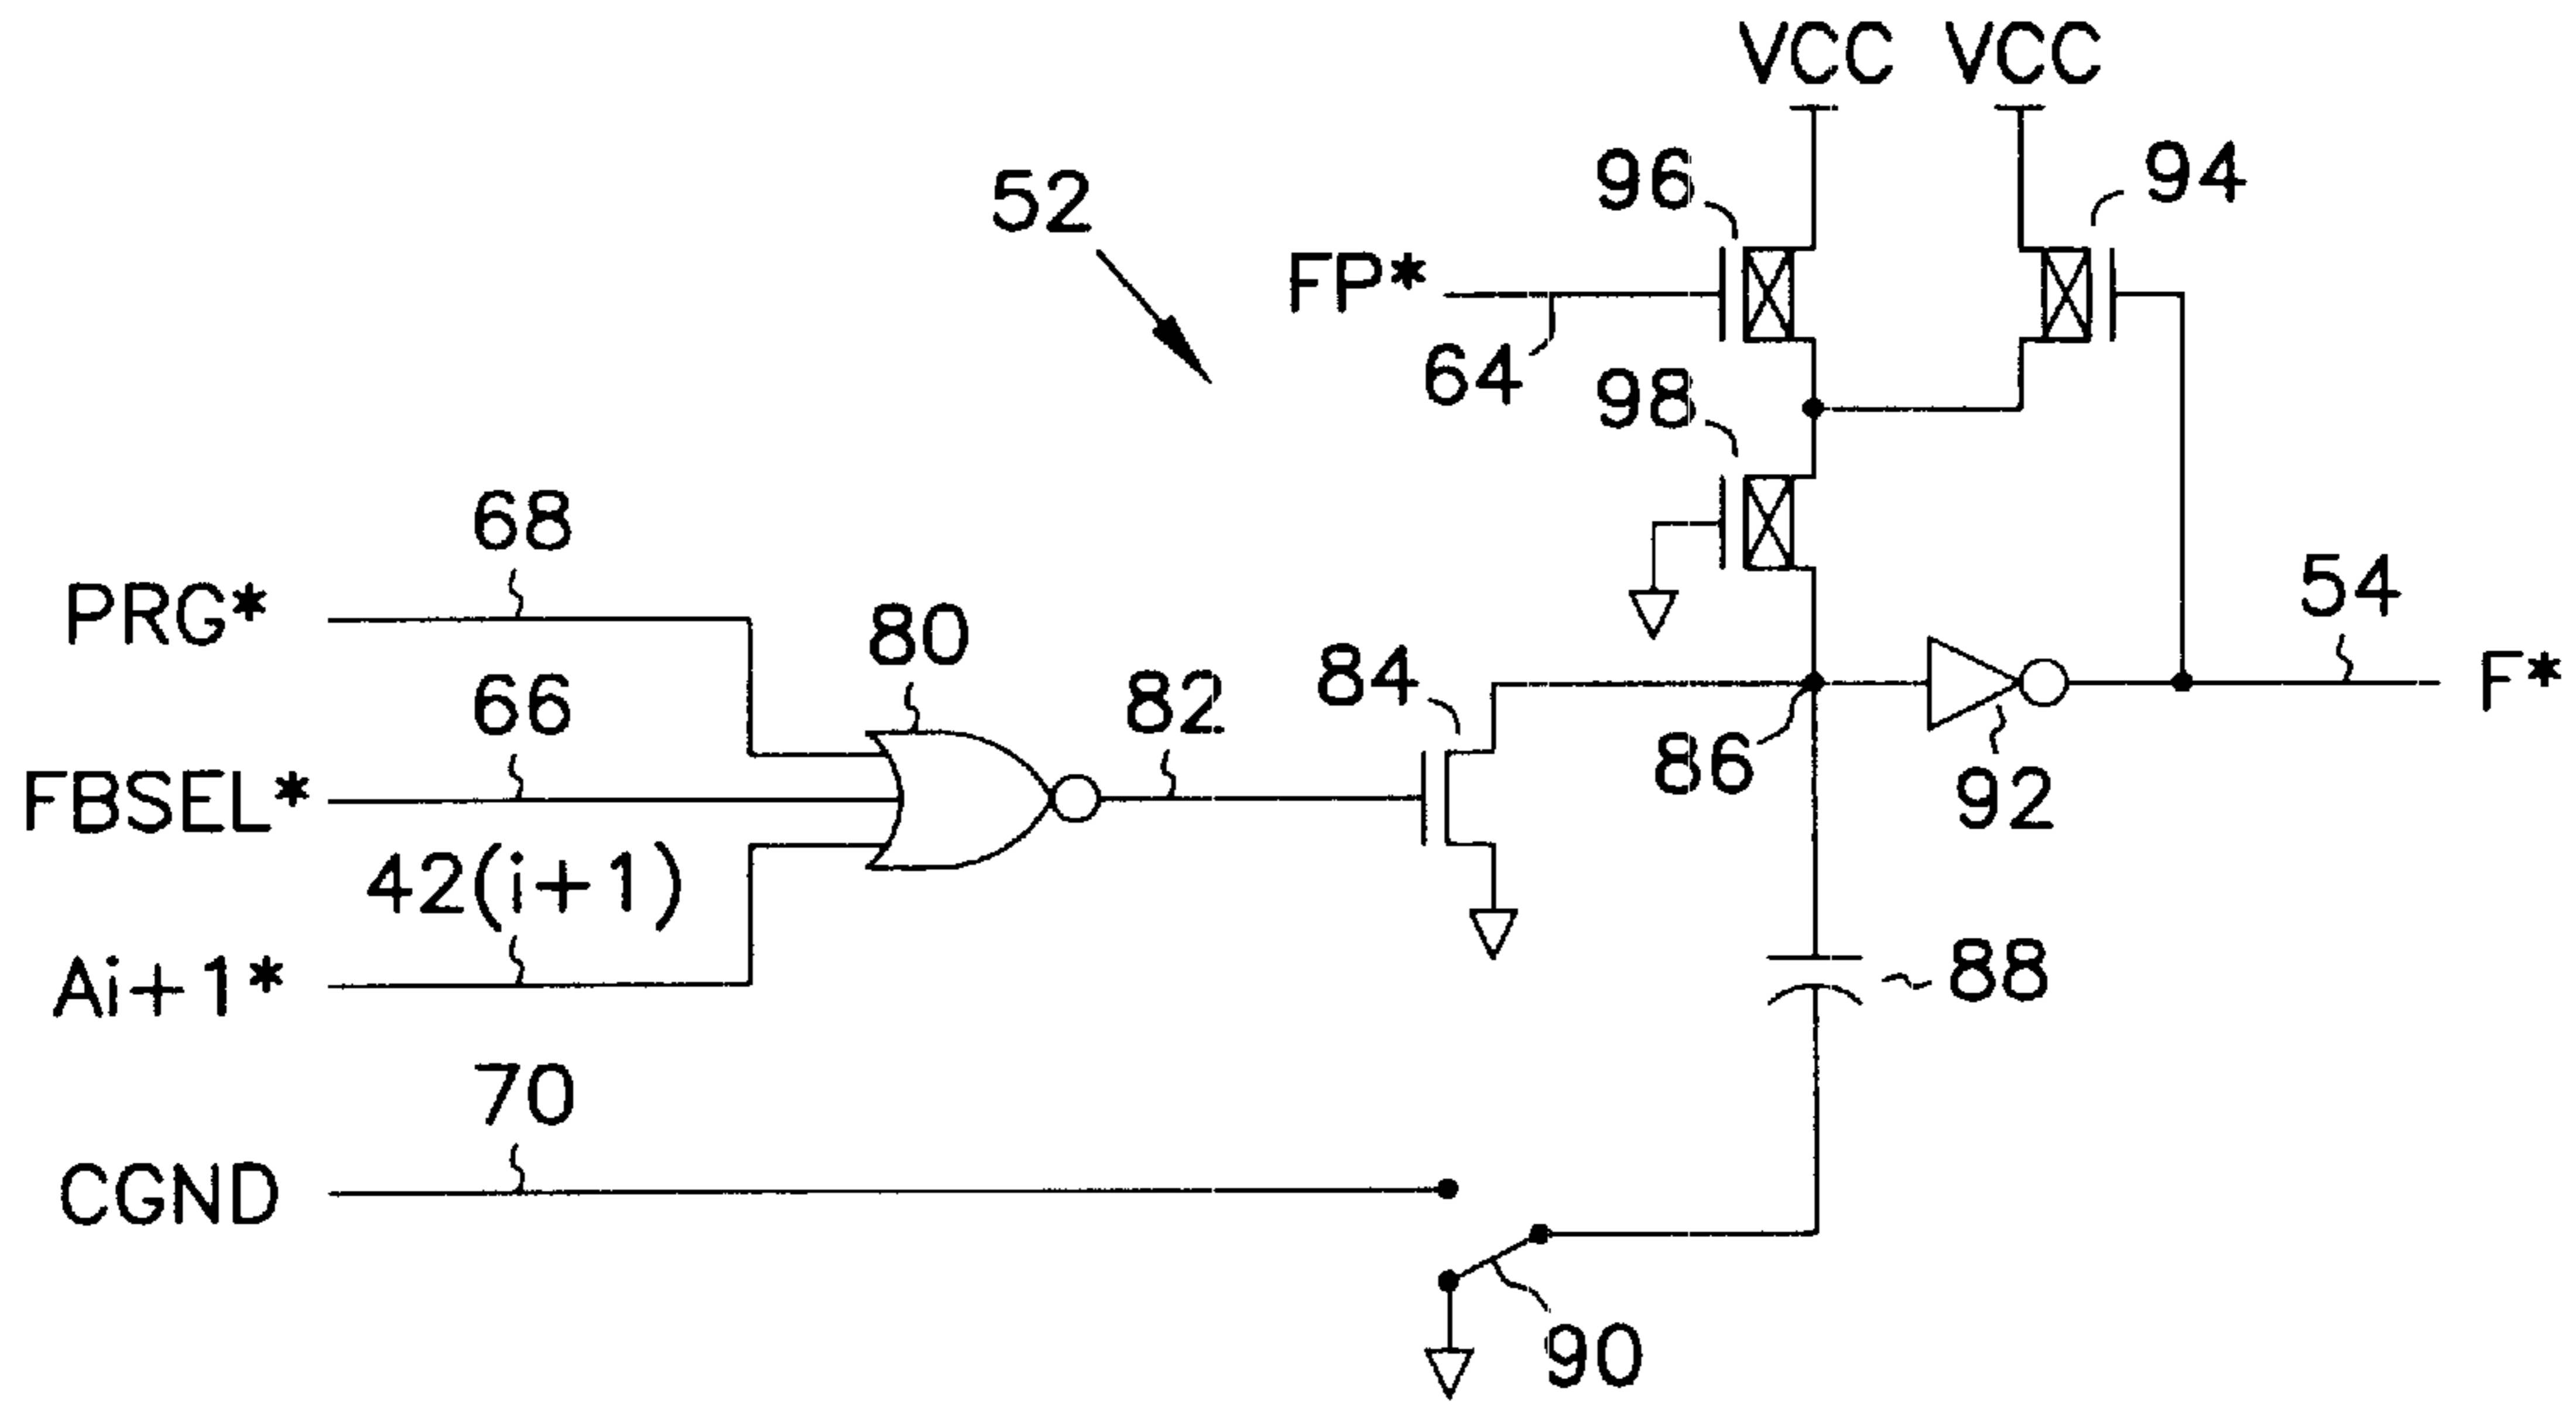 VCC VCC
96
94
52
FP*
64
98
68
PRG*
80
54
84
F*
66
82
86
FBSEL*
92
42(i+1)
Ai+1*
88
70
CGND
90